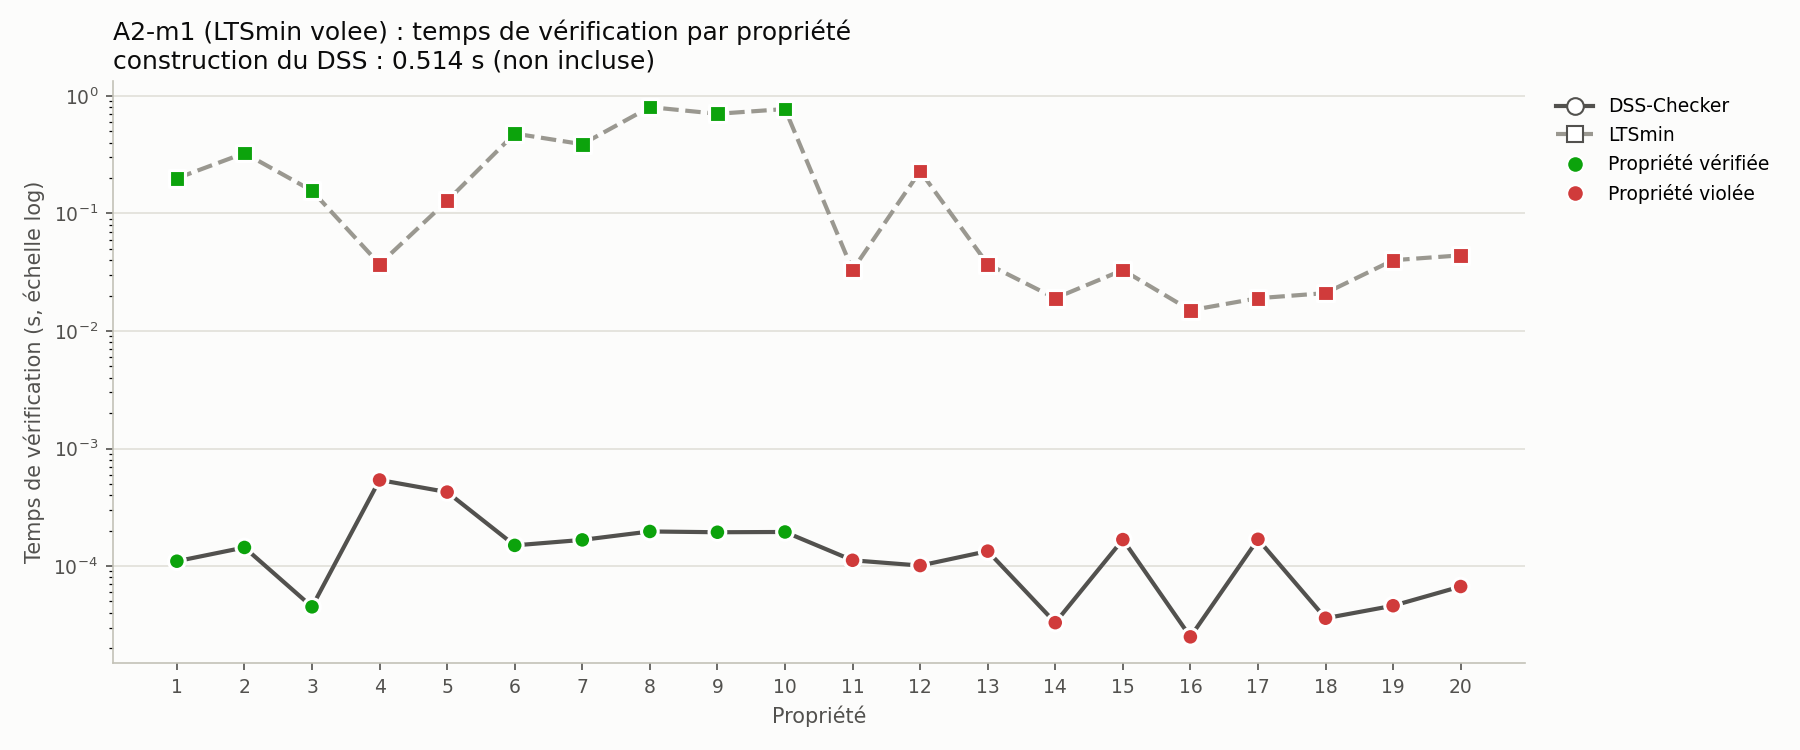 A2-m1 (LTSmin volee) : temps de vérification par propriété
construction du DSS : 0.514 s (non incluse)
DSS-Checker
LTSmin
Propriété vérifiée
Propriété violée
Temps de vérification (s, échelle log)
10⁰
10⁻¹
10⁻²
10⁻³
10⁻⁴
1 2 3 4 5 6 7 8 9 10 11 12 13 14 15 16 17 18 19 20
Propriété